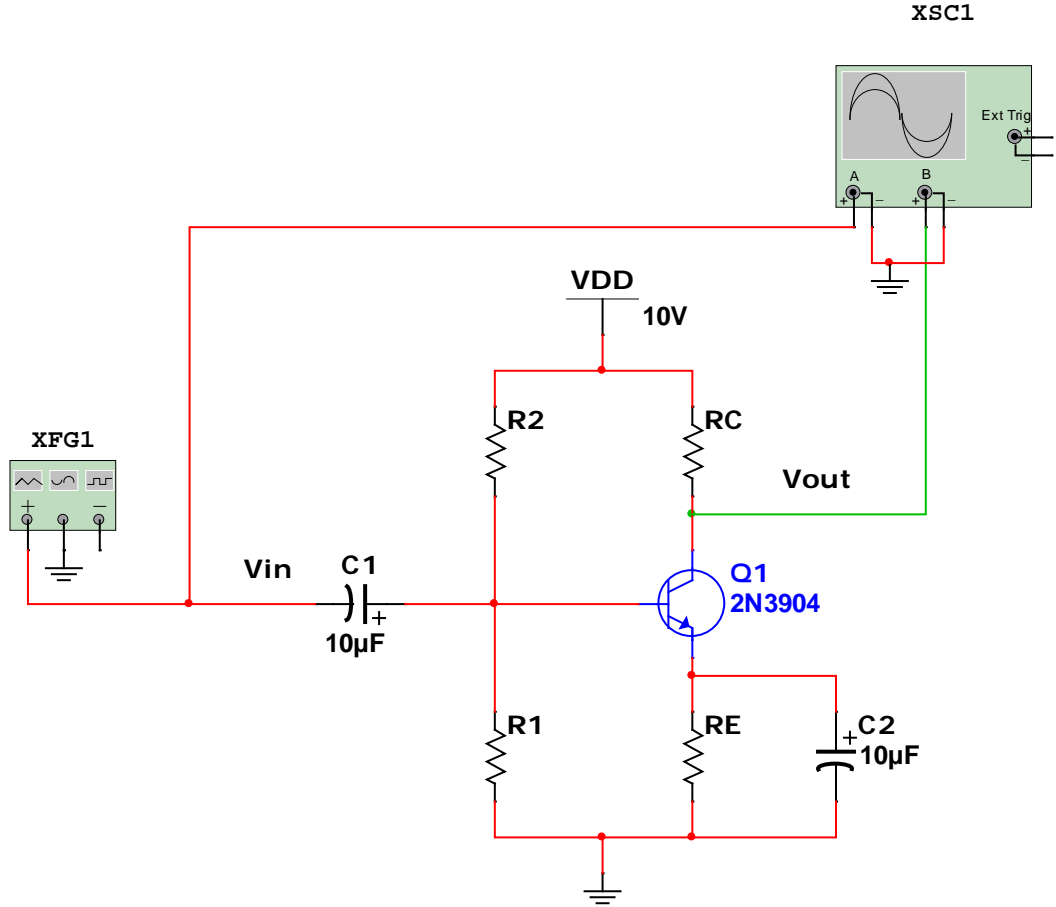 XSC1
Ext Trig
+
−
A
B
+
−
+
−
VDD
10V
R2
RC
XFG1
Vout
+
−
Vin
C1
+
10µF
Q1
2N3904
R1
RE
+
C2
10µF